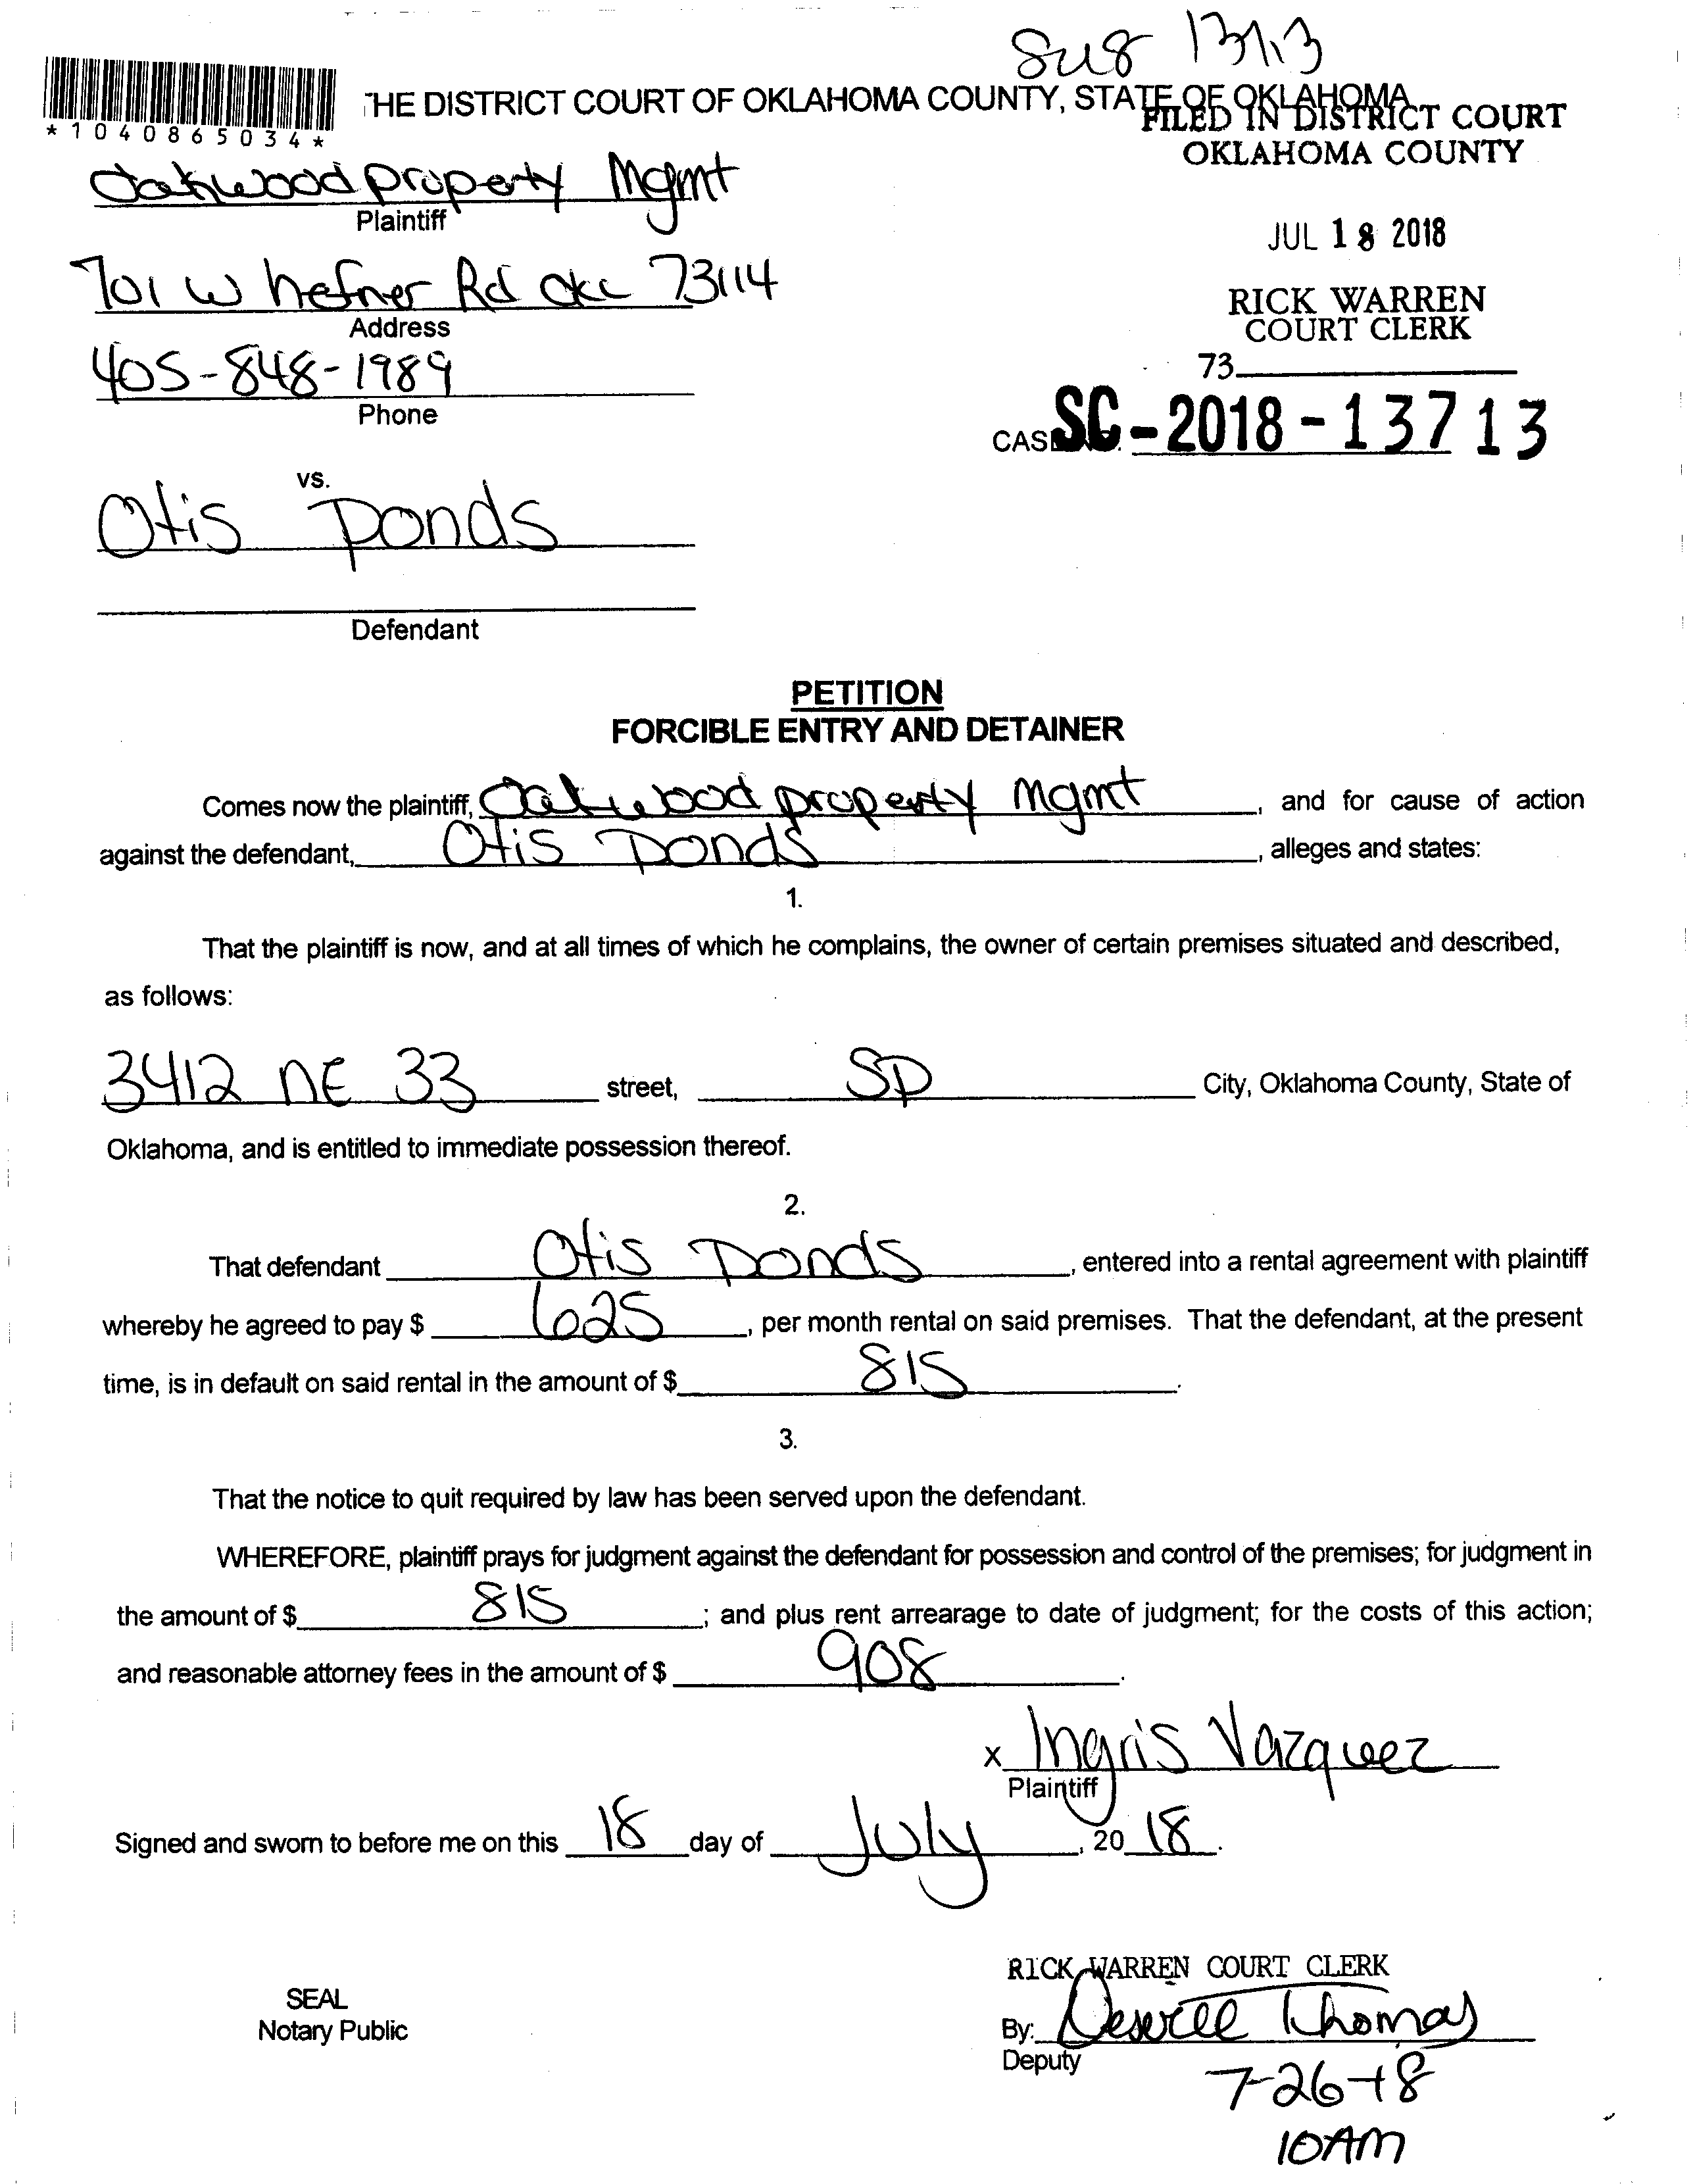 13713
THE DISTRICT COURT OF OKLAHOMA COUNTY, STATE OF OKLAHOMA
*1040865034*
FILED IN DISTRICT COURT
OKLAHOMA COUNTY
Oakwood property Mgmt
Plaintiff
JUL 18 2018
701 W hefner Rd OKC 73114
Address
RICK WARREN
COURT CLERK
405-848-1989
Phone
73
CAS SC-2018-13713
vs.
Otis Ponds
Defendant
PETITION
FORCIBLE ENTRY AND DETAINER
Comes now the plaintiff, Oakwood property Mgmt, and for cause of action
against the defendant, Otis Ponds, alleges and states:
1.
That the plaintiff is now, and at all times of which he complains, the owner of certain premises situated and described,
as follows:
3412 NE 33 street, SP City, Oklahoma County, State of
Oklahoma, and is entitled to immediate possession thereof.
2.
That defendant Otis Ponds, entered into a rental agreement with plaintiff
whereby he agreed to pay $ 625, per month rental on said premises. That the defendant, at the present
time, is in default on said rental in the amount of $ 815.
3.
That the notice to quit required by law has been served upon the defendant.
WHEREFORE, plaintiff prays for judgment against the defendant for possession and control of the premises; for judgment in
the amount of $ 815; and plus rent arrearage to date of judgment; for the costs of this action;
and reasonable attorney fees in the amount of $ 908.
x Ingris Vazquez
Plaintiff
Signed and sworn to before me on this 18 day of July, 20 18.
RICK WARREN COURT CLERK
SEAL
Notary Public
By: Thomas
Deputy
7-26-18
10AM